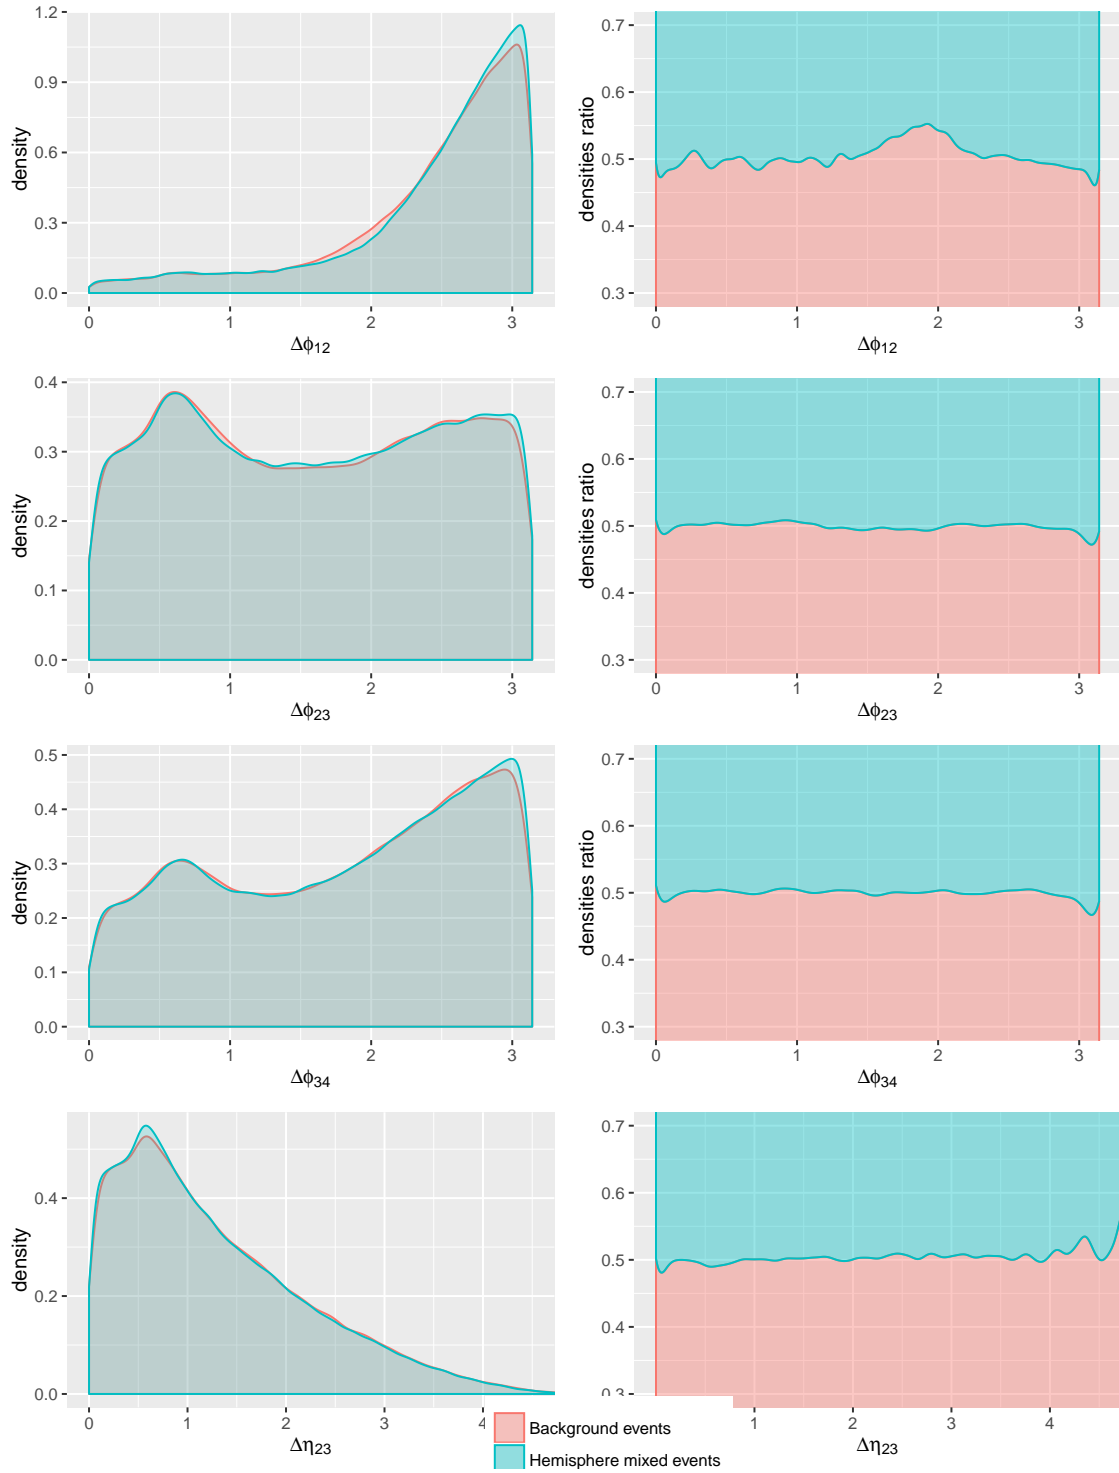 density
1.2
0.9
0.6
0.3
0.0
0 1 2 3
Δϕ12
densities ratio
0.7
0.6
0.5
0.4
0.3
0 1 2 3
Δϕ12
density
0.4
0.3
0.2
0.1
0.0
0 1 2 3
Δϕ23
densities ratio
0.7
0.6
0.5
0.4
0.3
0 1 2 3
Δϕ23
density
0.5
0.4
0.3
0.2
0.1
0.0
0 1 2 3
Δϕ34
densities ratio
0.7
0.6
0.5
0.4
0.3
0 1 2 3
Δϕ34
density
0.4
0.2
0.0
0 1 2 3 4
Δη23
densities ratio
0.7
0.6
0.5
0.4
0.3
1 2 3 4
Δη23
Background events
Hemisphere mixed events